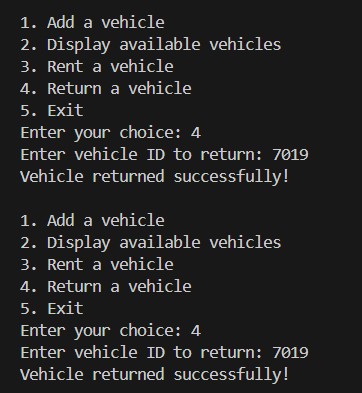 1. Add a vehicle
2. Display available vehicles
3. Rent a vehicle
4. Return a vehicle
5. Exit
Enter your choice: 4
Enter vehicle ID to return: 7019
Vehicle returned successfully!

1. Add a vehicle
2. Display available vehicles
3. Rent a vehicle
4. Return a vehicle
5. Exit
Enter your choice: 4
Enter vehicle ID to return: 7019
Vehicle returned successfully!